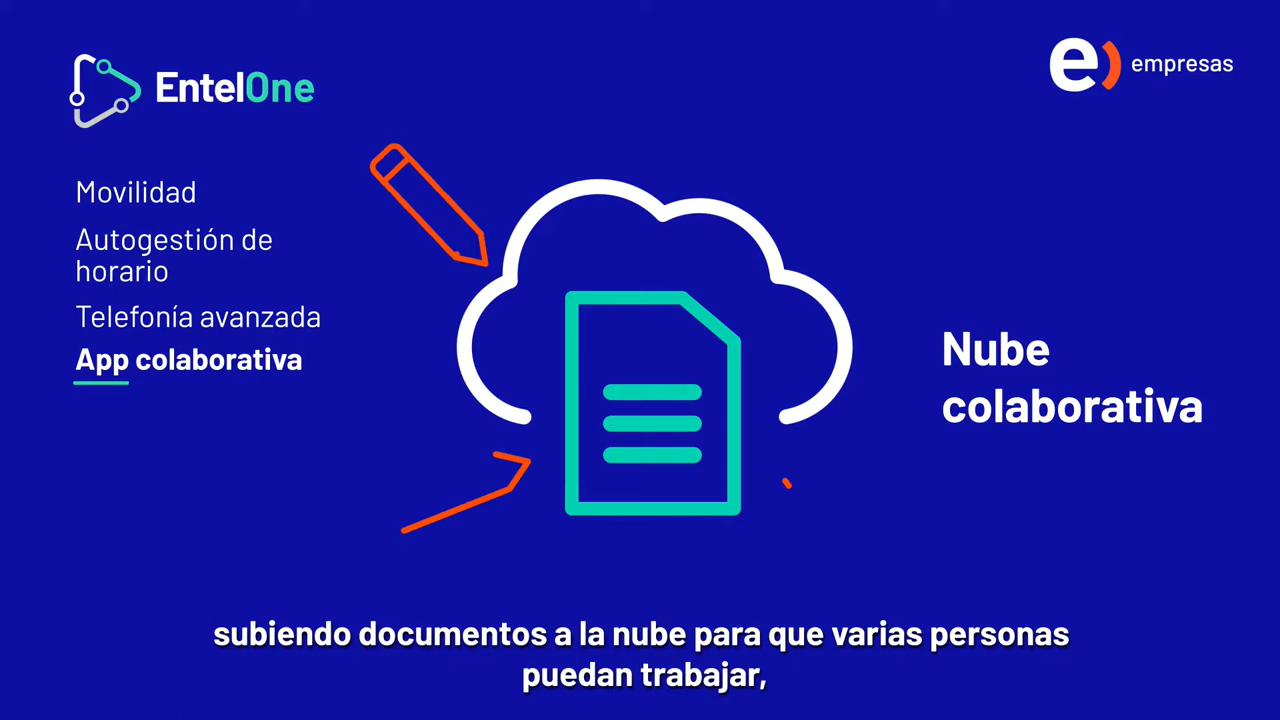 EntelOne
e) empresas
Movilidad
Autogestión de
horario
Telefonía avanzada
App colaborativa
Nube
colaborativa
subiendo documentos a la nube para que varias personas
puedan trabajar,